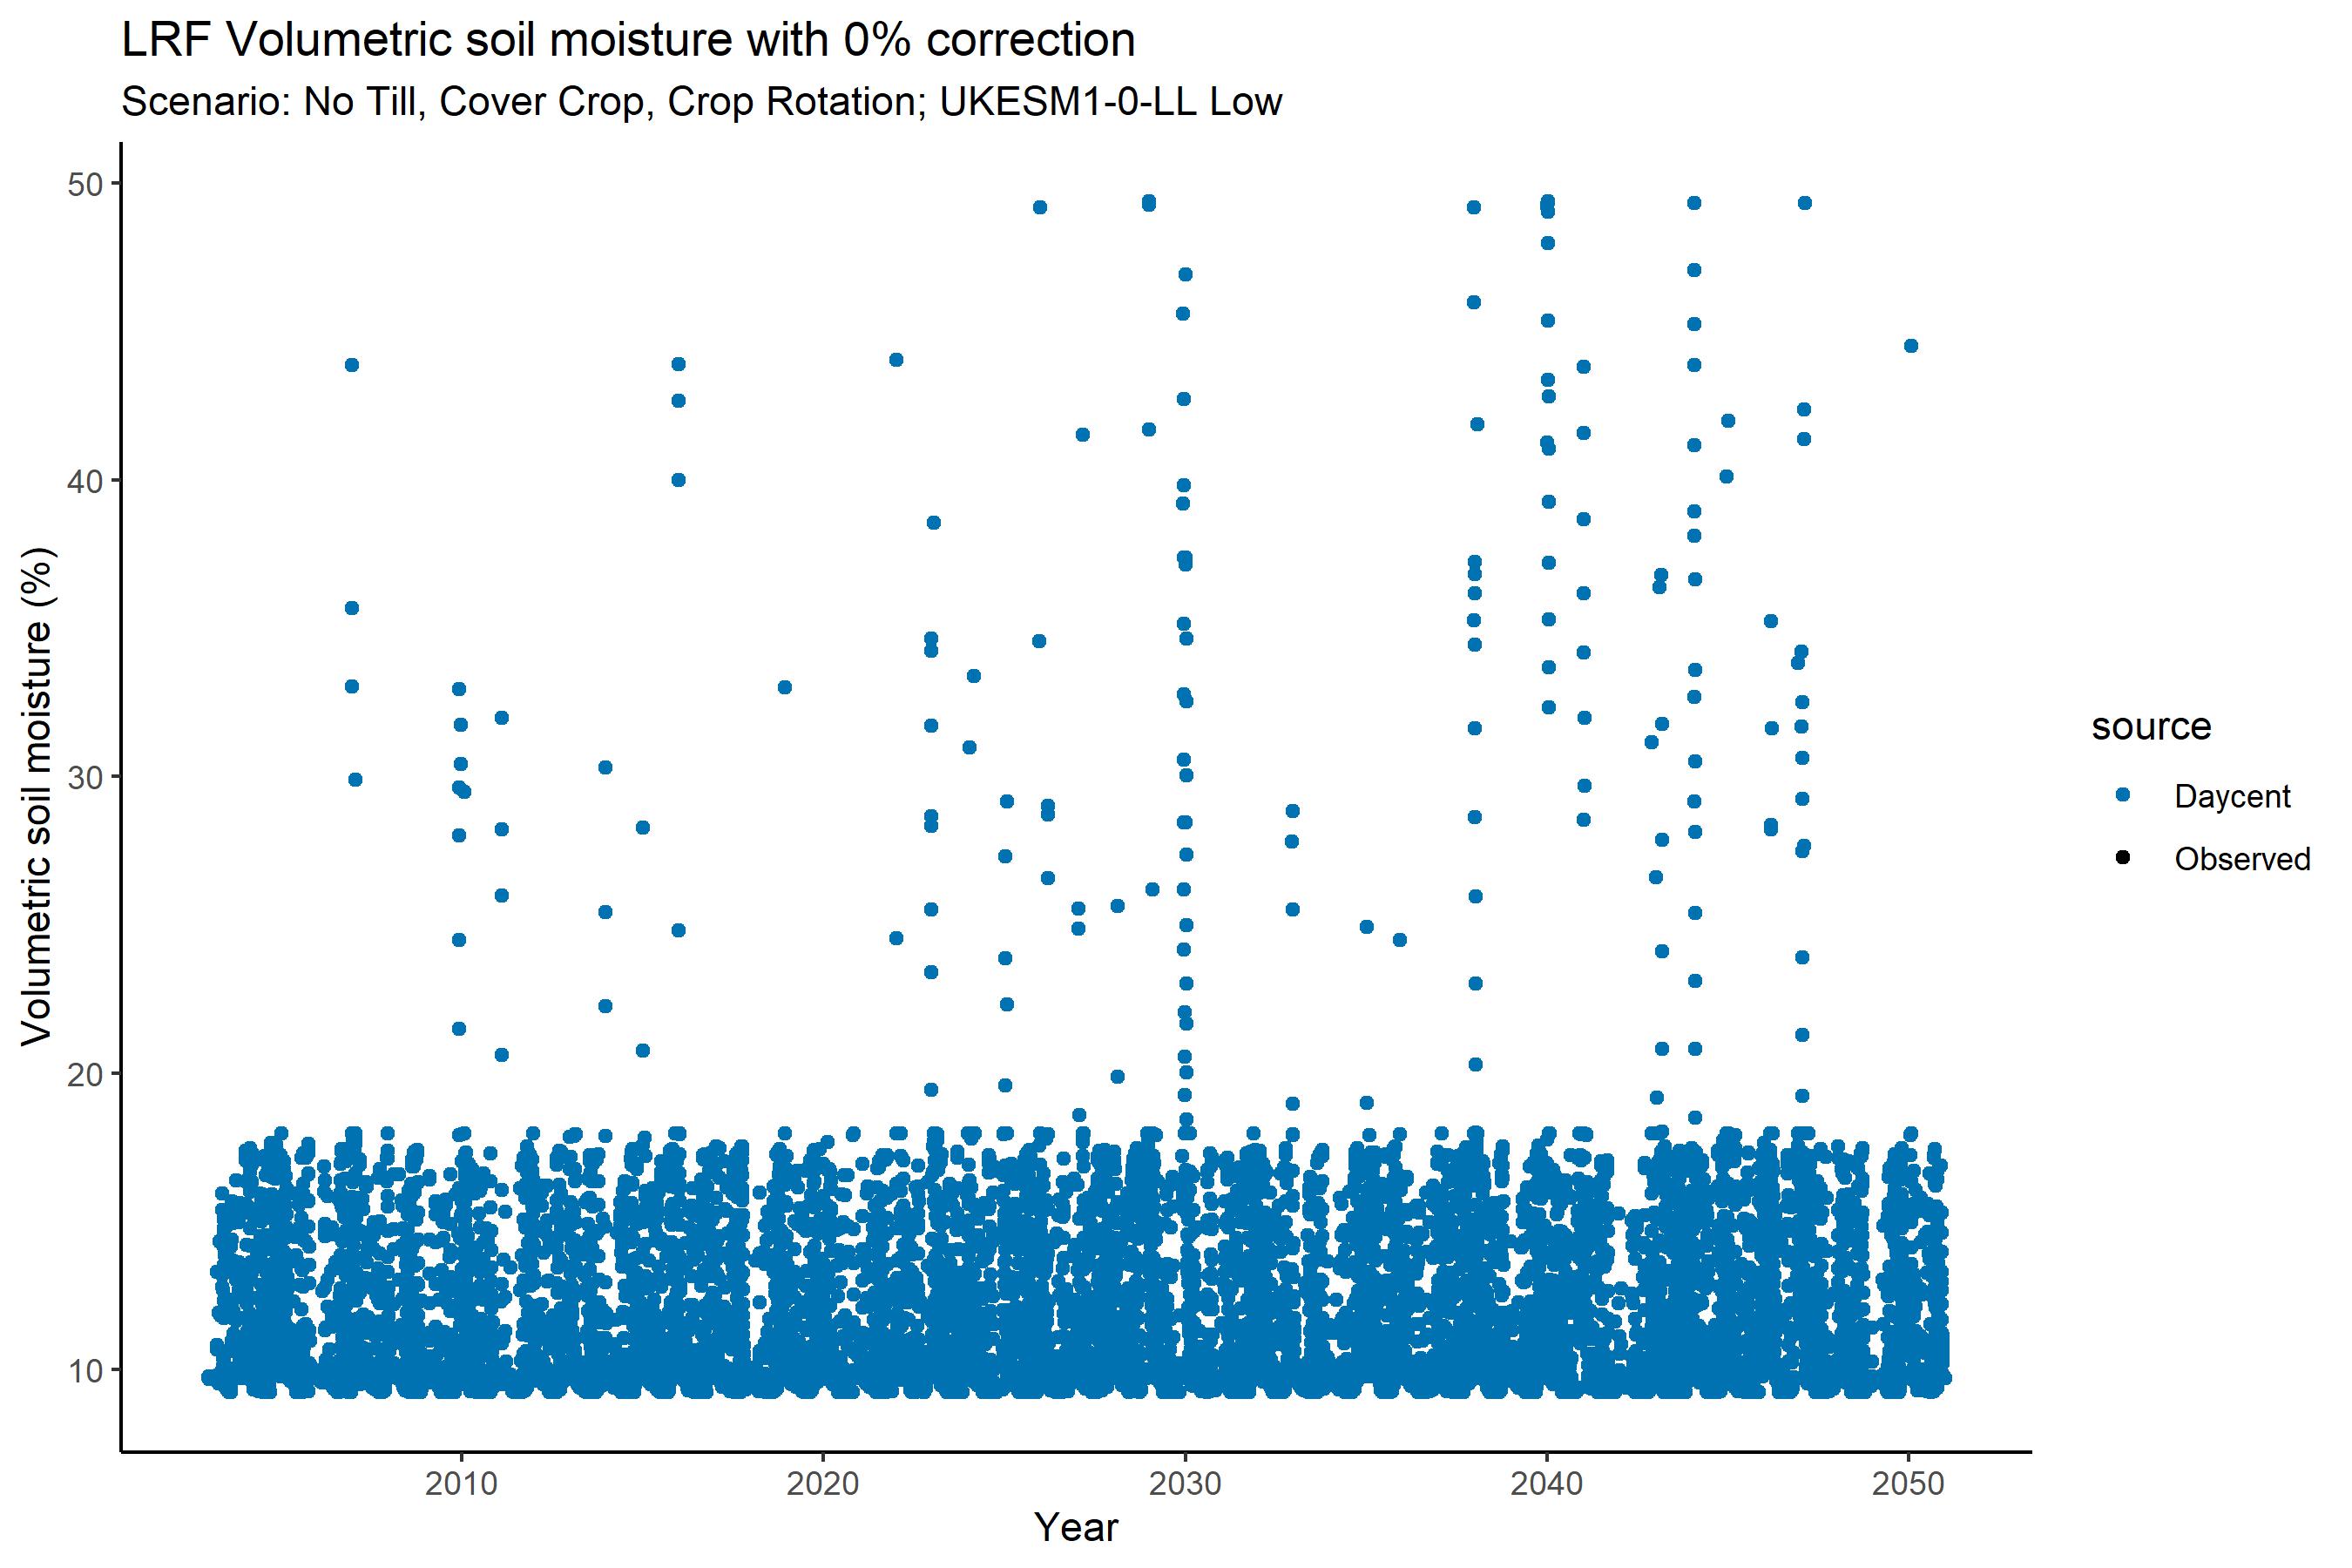 LRF Volumetric soil moisture with 0% correction
Scenario: No Till, Cover Crop, Crop Rotation; UKESM1-0-LL Low
Volumetric soil moisture (%)
50
40
30
20
10
2010
2020
2030
2040
2050
Year
source
Daycent
Observed